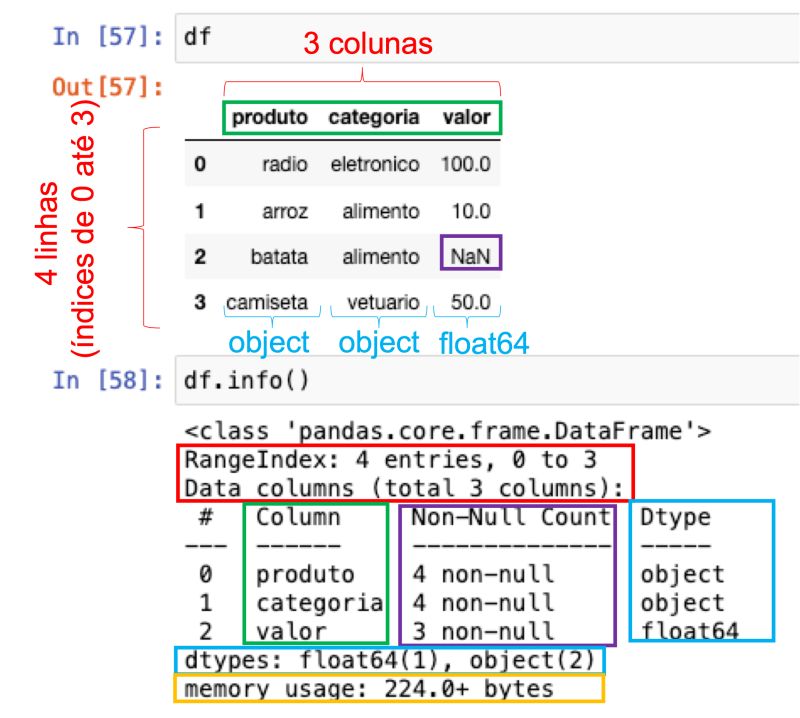 In [57]: df
3 colunas
Out[57]:
produto categoria valor
0 radio eletronico 100.0
1 arroz alimento 10.0
2 batata alimento NaN
3 camiseta vetuario 50.0
4 linhas
(índices de 0 até 3)
object object float64
In [58]: df.info()
<class 'pandas.core.frame.DataFrame'>
RangeIndex: 4 entries, 0 to 3
Data columns (total 3 columns):
# Column Non-Null Count Dtype
--- ------ -------------- -----
0 produto 4 non-null object
1 categoria 4 non-null object
2 valor 3 non-null float64
dtypes: float64(1), object(2)
memory usage: 224.0+ bytes